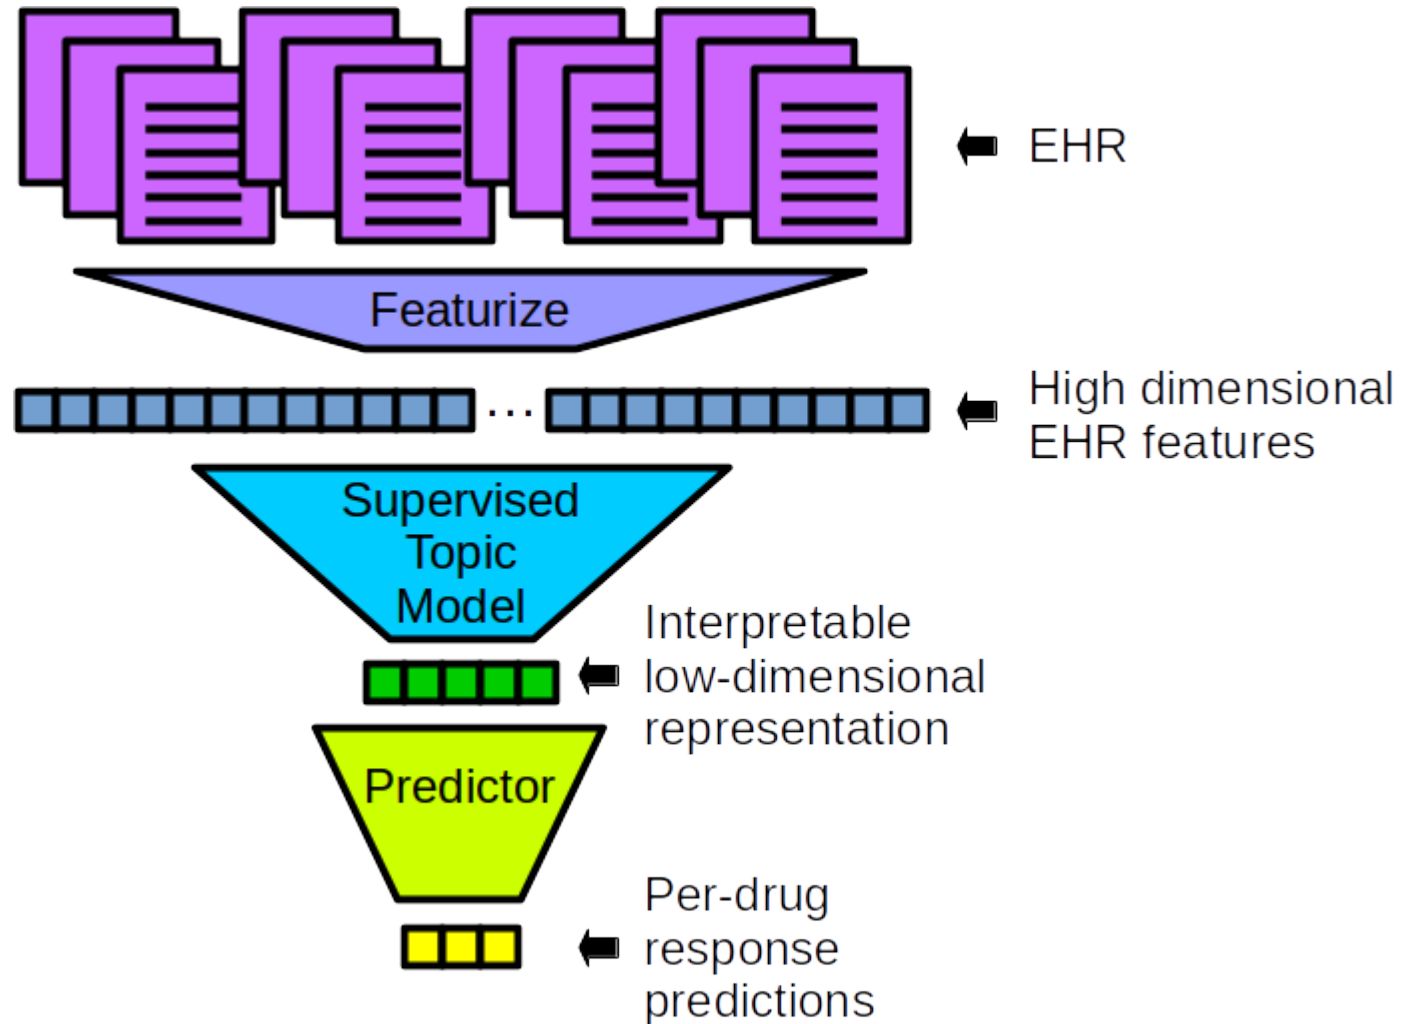 EHR
Featurize
...
High dimensional
EHR features
Supervised
Topic
Model
Interpretable
low-dimensional
representation
Predictor
Per-drug
response
predictions